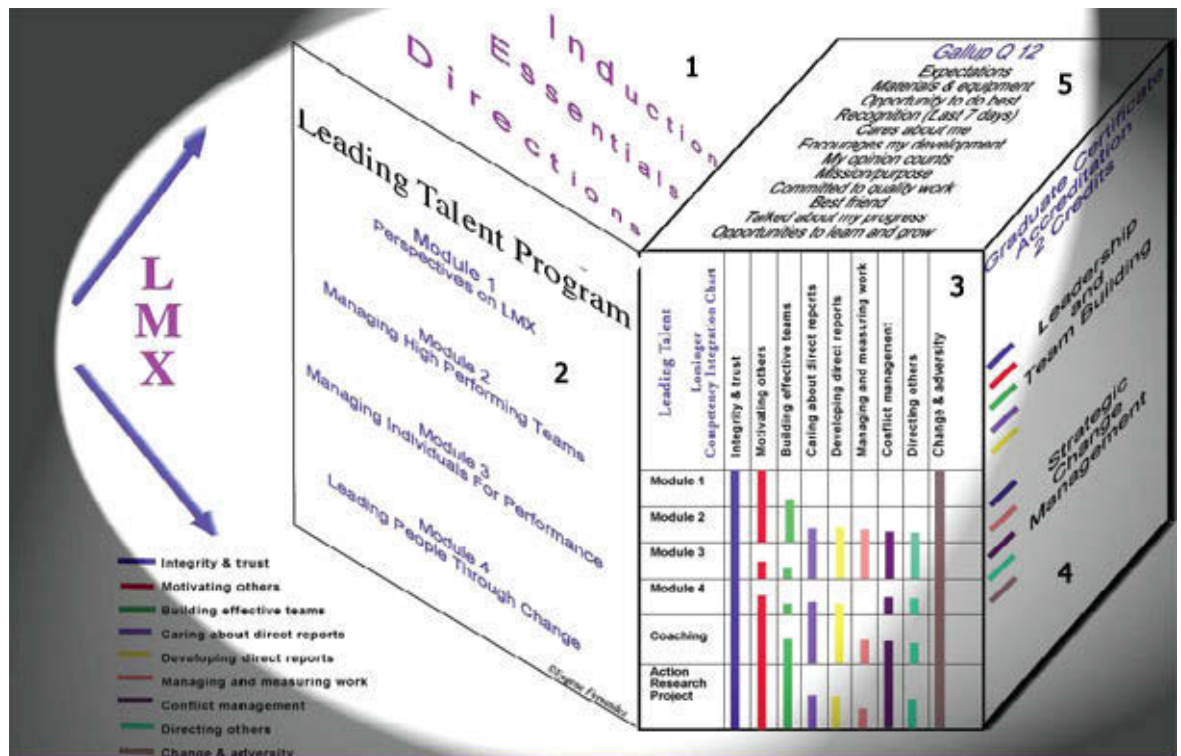 Induction
Essentials
Directions
1
Gallup Q 12
Expectations
Materials & equipment
Opportunity to do best
Recognition (Last 7 days)
Cares about me
Encourages my development
My opinion counts
Mission/purpose
Committed to quality work
Best friend
Talked about my progress
Opportunities to learn and grow
5
Leading Talent Program
Module 1
Perspectives on LMX
Module 2
Managing High Performing Teams
Module 3
Managing Individuals For Performance
Module 4
Leading People Through Change
2
©Eugene Fernandez
LMX
Leading Talent
Lominger
Competency Integration Chart
Integrity & trust
Motivating others
Building effective teams
Caring about direct reports
Developing direct reports
Managing and measuring work
Conflict management
Directing others
Change & adversity
3
Module 1
Module 2
Module 3
Module 4
Coaching
Action
Research
Project
Graduate Certificate
Accreditation
2 Credits
Leadership
and
Team Building
Strategic
Change
Management
4
Integrity & trust
Motivating others
Building effective teams
Caring about direct reports
Developing direct reports
Managing and measuring work
Conflict management
Directing others
Change & adversity